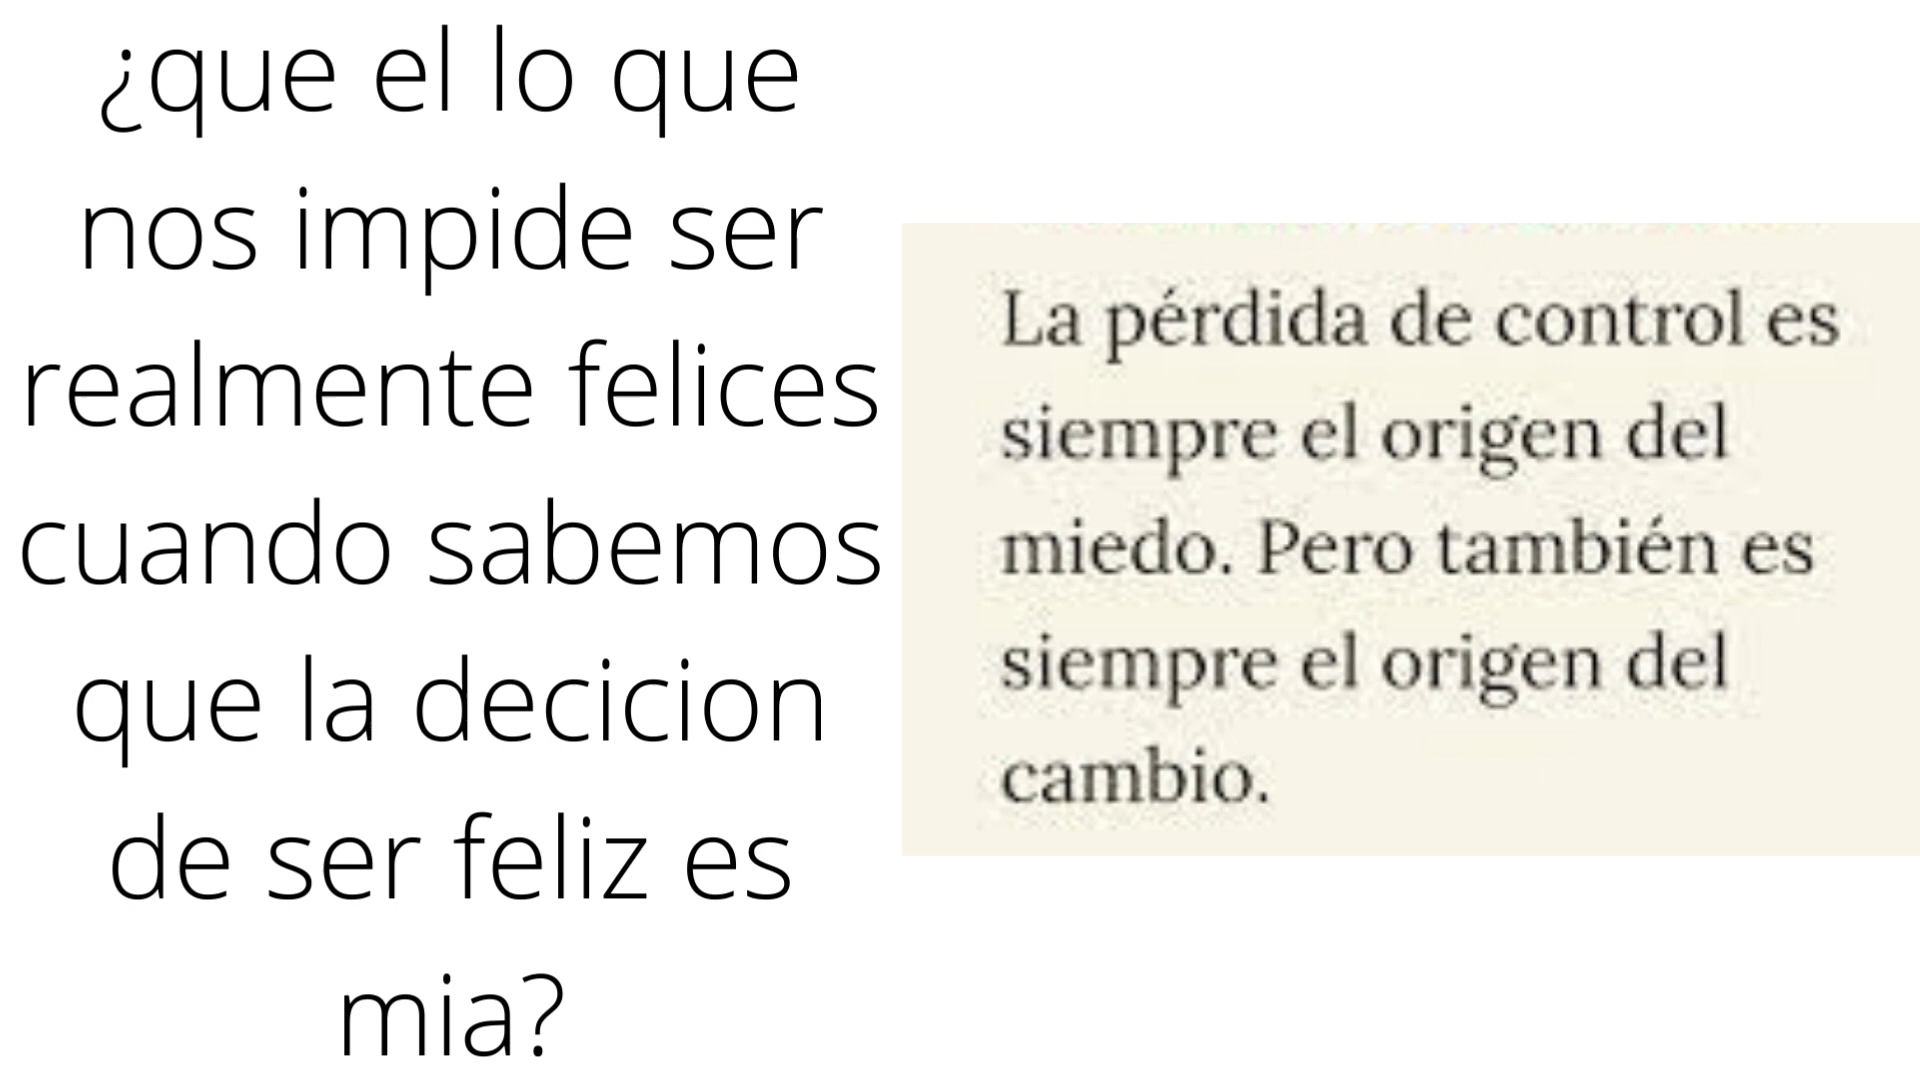 ¿que el lo que
nos impide ser
realmente felices
cuando sabemos
que la decicion
de ser feliz es
mia?
La pérdida de control es
siempre el origen del
miedo. Pero también es
siempre el origen del
cambio.